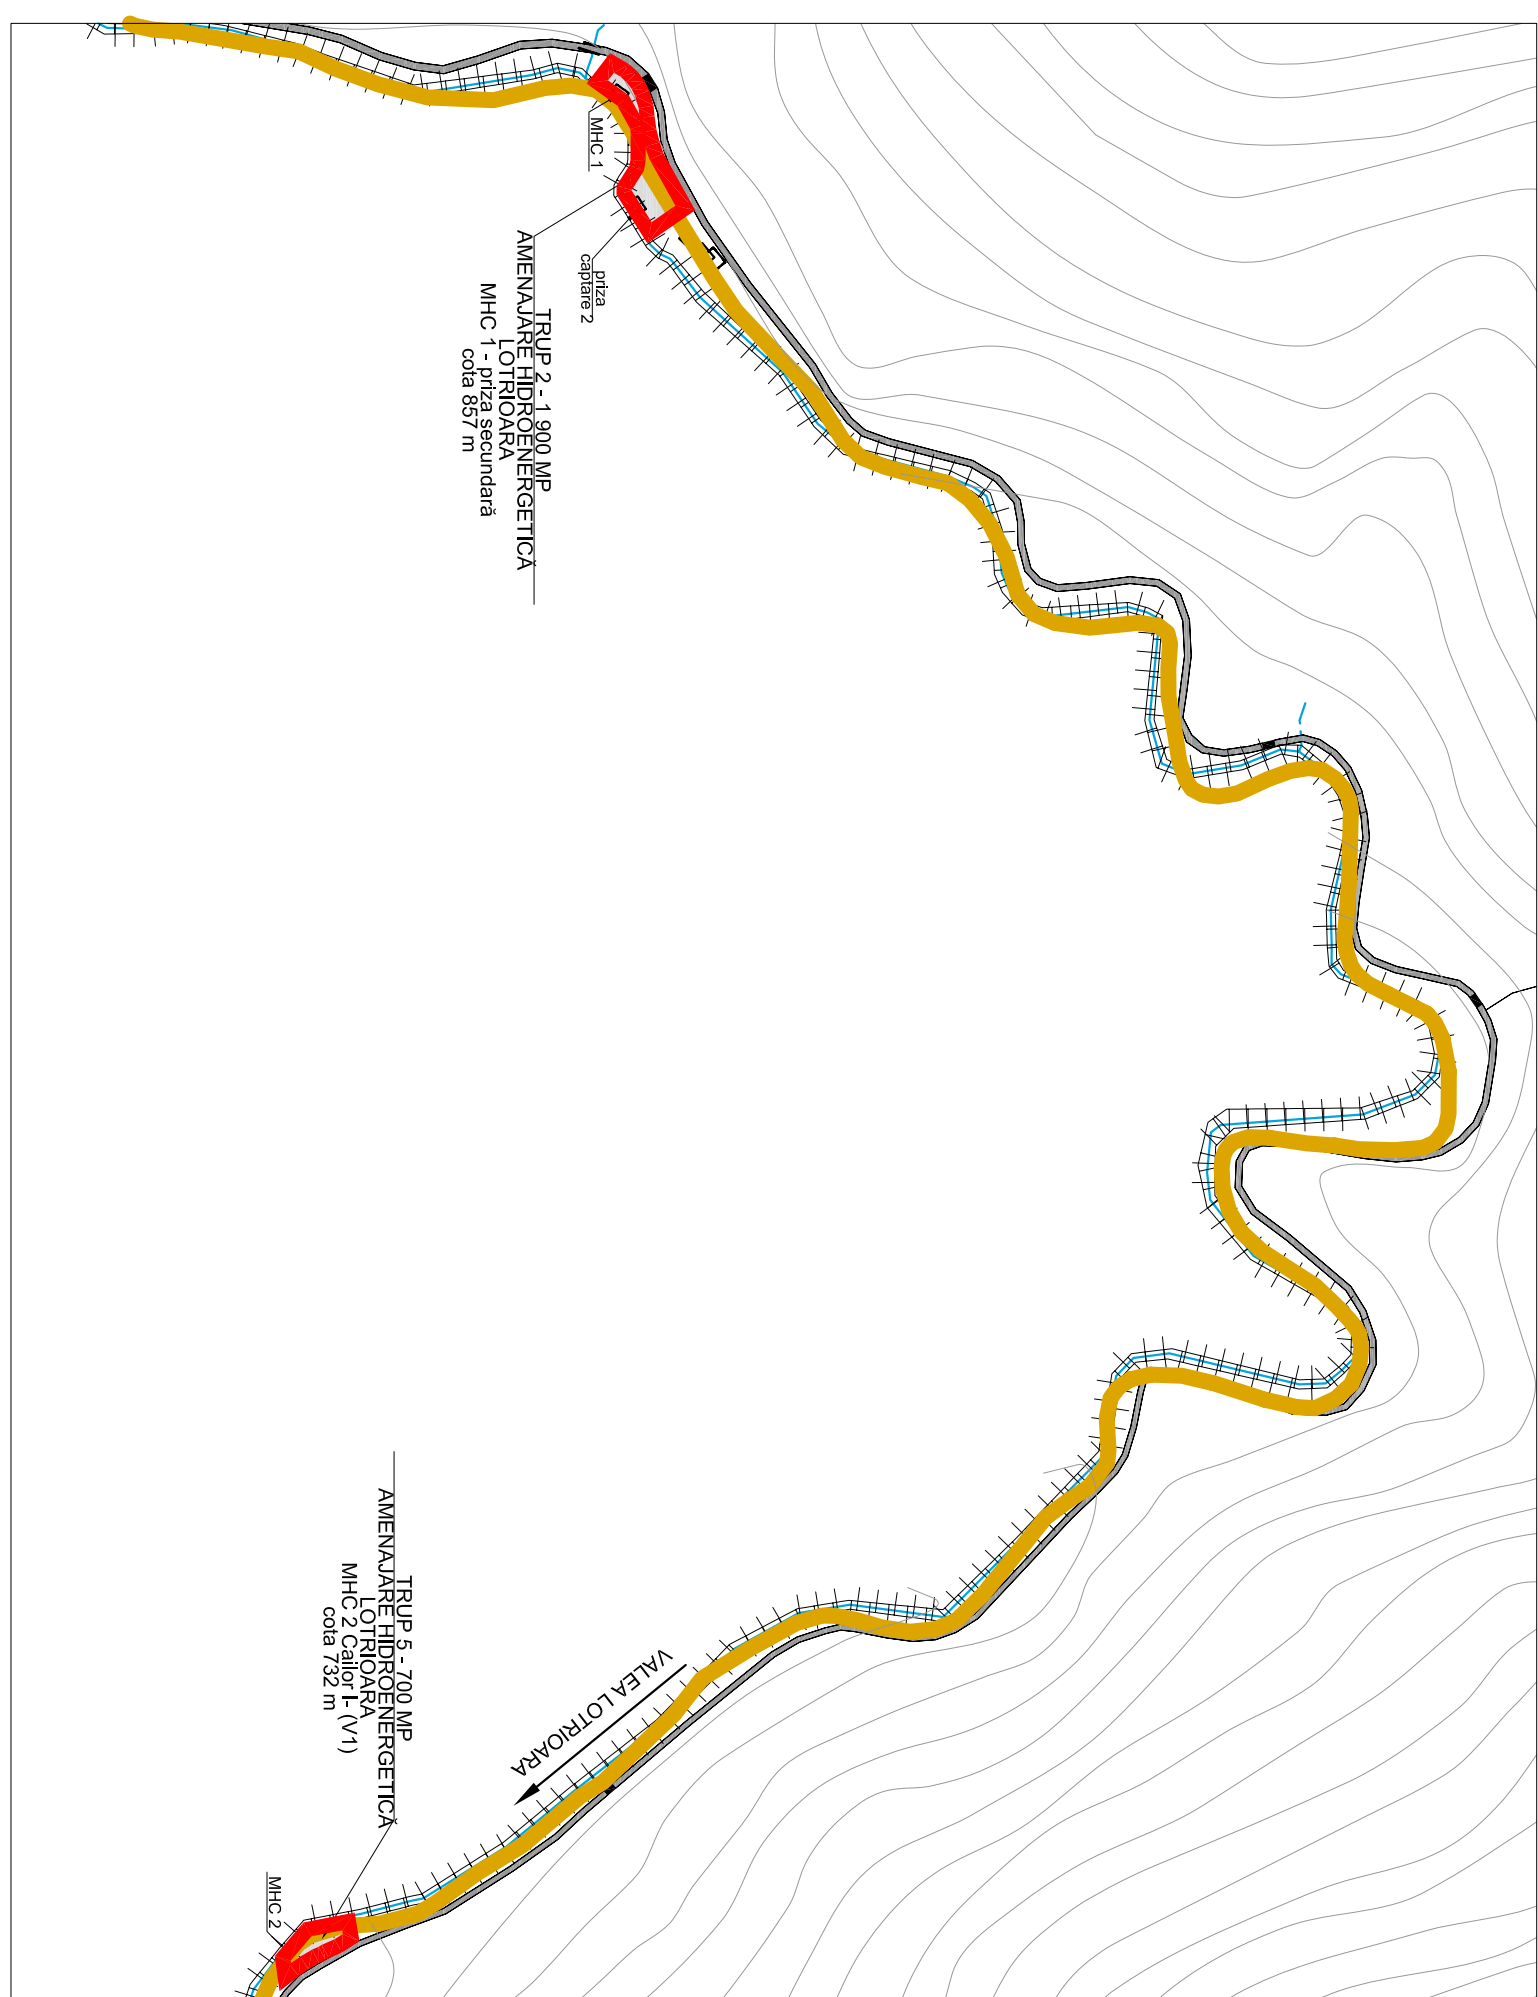 MHC 1
priza
captare 2
TRUP 2 - 1 900 MP
AMENAJARE HIDROENERGETICĂ
LOTRIOARA
MHC 1 - priza secundară
cota 857 m
VALEA LOTRIOARA
TRUP 5 - 700 MP
AMENAJARE HIDROENERGETICĂ
LOTRIOARA
MHC 2 Cailor I- (V1)
cota 732 m
MHC 2